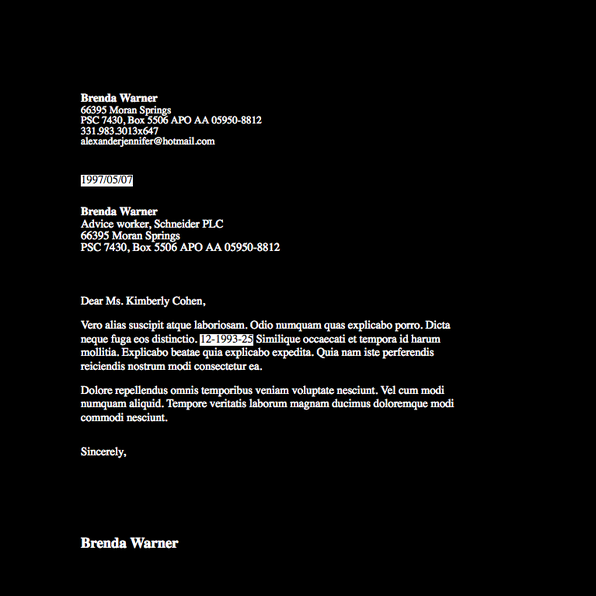 Brenda Warner
66395 Moran Springs
PSC 7430, Box 5506 APO AA 05950-8812
331.983.3013x647
alexanderjennifer@hotmail.com
1997/05/07
Brenda Warner
Advice worker, Schneider PLC
66395 Moran Springs
PSC 7430, Box 5506 APO AA 05950-8812
Dear Ms. Kimberly Cohen,
Vero alias suscipit atque laboriosam. Odio numquam quas explicabo porro. Dicta
neque fuga eos distinctio. 12-1993-25 Similique occaecati et tempora id harum
mollitia. Explicabo beatae quia explicabo expedita. Quia nam iste perferendis
reiciendis nostrum modi consectetur ea.
Dolore repellendus omnis temporibus veniam voluptate nesciunt. Vel cum modi
numquam aliquid. Tempore veritatis laborum magnam ducimus doloremque modi
commodi nesciunt.
Sincerely,
Brenda Warner